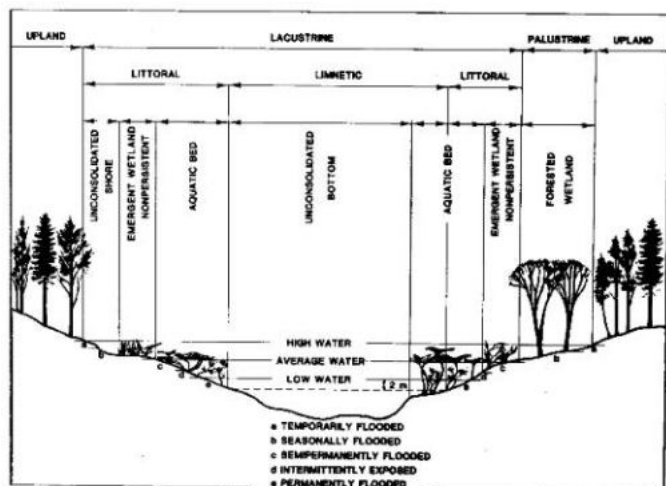 UPLAND LACUSTRINE PALUSTRINE UPLAND
LITTORAL LIMNETIC LITTORAL
UNCONSOLIDATED
SHORE
EMERGENT WETLAND
NONPERSISTENT
AQUATIC BED
UNCONSOLIDATED
BOTTOM
AQUATIC BED
EMERGENT WETLAND
NONPERSISTENT
FORESTED
WETLAND
HIGH WATER
AVERAGE WATER
LOW WATER
2 m
a b c d e
e d c b a
a TEMPORARILY FLOODED
b SEASONALLY FLOODED
c SEMIPERMANENTLY FLOODED
d INTERMITTENTLY EXPOSED
e PERMANENTLY FLOODED